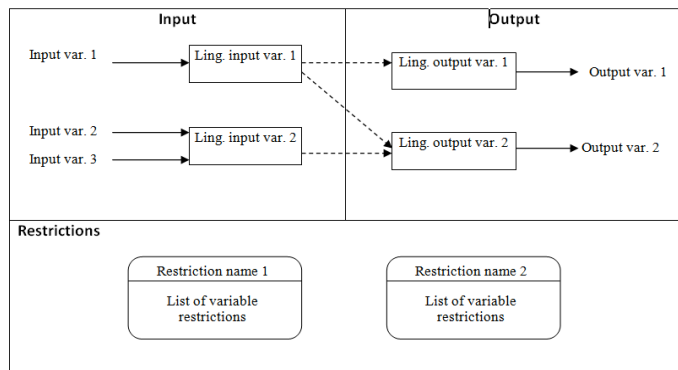 Input
Output
Input var. 1
Ling. input var. 1
Ling. output var. 1
Output var. 1
Input var. 2
Ling. input var. 2
Ling. output var. 2
Output var. 2
Input var. 3
Restrictions
Restriction name 1
List of variable
restrictions
Restriction name 2
List of variable
restrictions